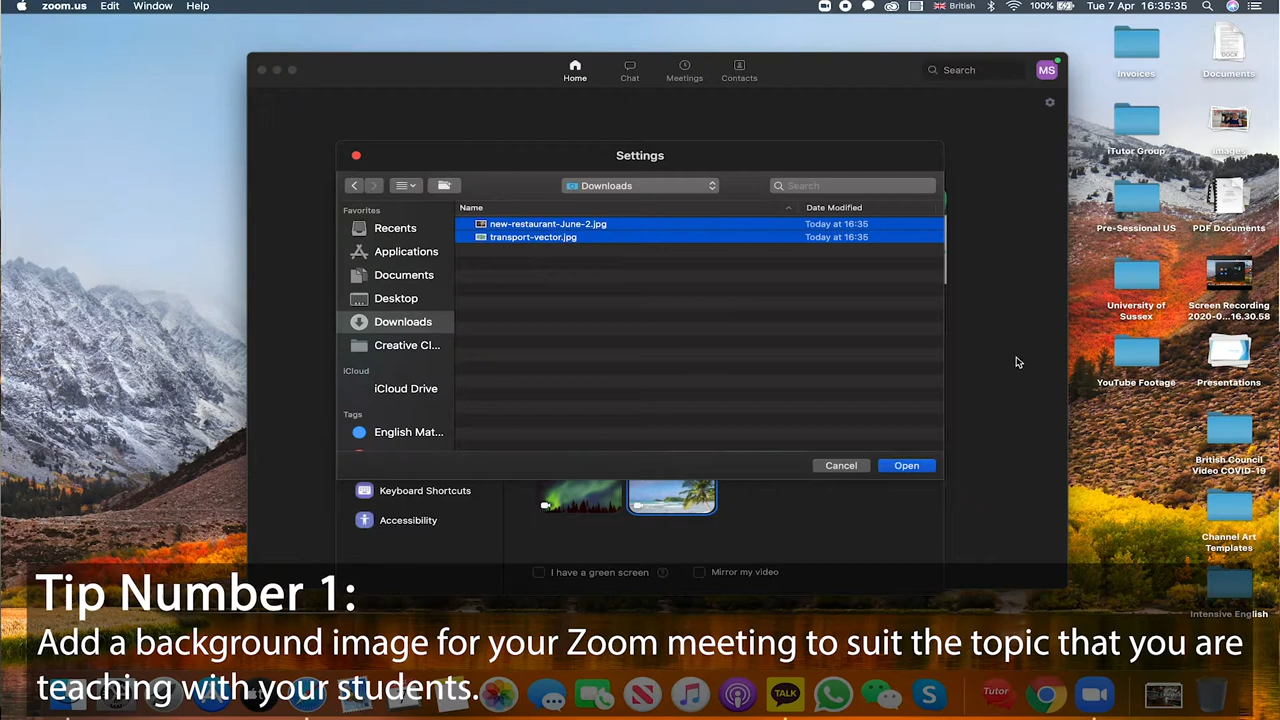 zoom.us Edit Window Help
100% British Tue 7 Apr 16:35:35
Home Chat Meetings Contacts
Search
MS
Settings
Downloads
Search
Favorites
Name Date Modified
new-restaurant-June-2.jpg Today at 16:35
transport-vector.jpg Today at 16:35
Recents
Applications
Documents
Desktop
Downloads
Creative Cl...
iCloud
iCloud Drive
Tags
English Mat...
Cancel Open
Keyboard Shortcuts
Accessibility
I have a green screen Mirror my video
Invoices Documents
iTutor Group Images
Pre-Sessional US PDF Documents
University of Sussex
Screen Recording 2020-0...16.30.58
YouTube Footage Presentations
British Council Video COVID-19
Channel Art Templates
Intensive English
Tip Number 1:
Add a background image for your Zoom meeting to suit the topic that you are
teaching with your students.
TALK
Tutor